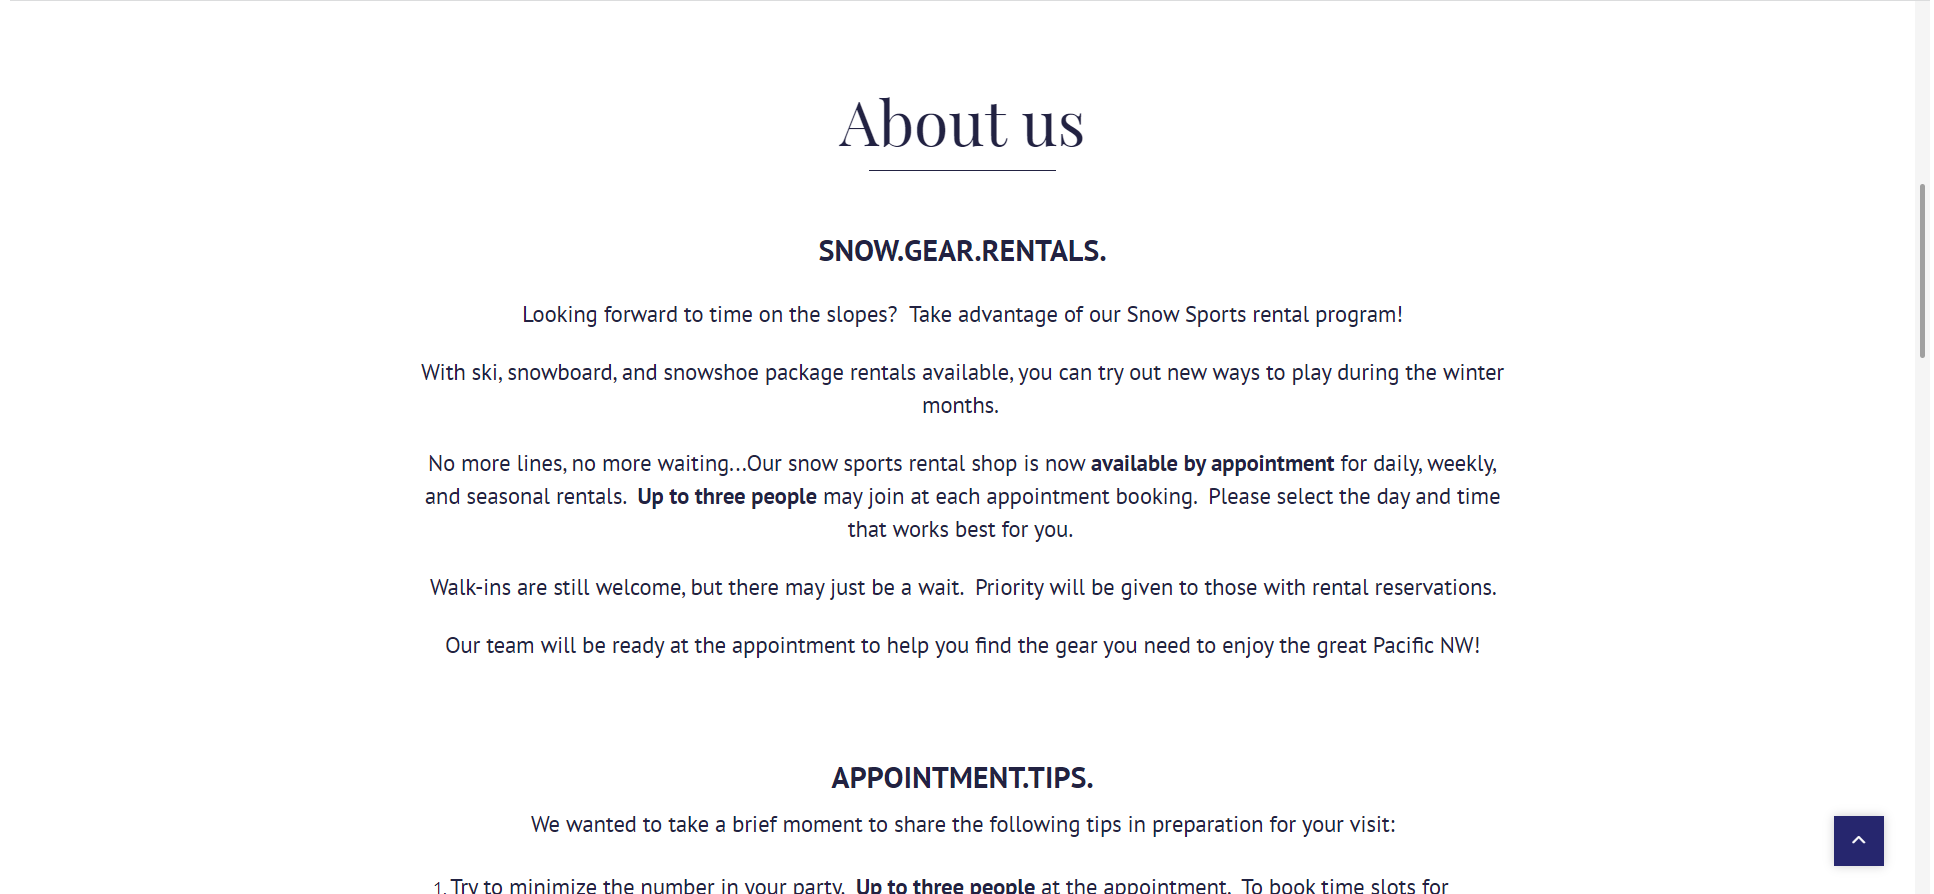 About us
SNOW.GEAR.RENTALS.
Looking forward to time on the slopes?  Take advantage of our Snow Sports rental program!
With ski, snowboard, and snowshoe package rentals available, you can try out new ways to play during the winter
months.
No more lines, no more waiting...Our snow sports rental shop is now available by appointment for daily, weekly,
and seasonal rentals.  Up to three people may join at each appointment booking.  Please select the day and time
that works best for you.
Walk-ins are still welcome, but there may just be a wait.  Priority will be given to those with rental reservations.
Our team will be ready at the appointment to help you find the gear you need to enjoy the great Pacific NW!
APPOINTMENT.TIPS.
We wanted to take a brief moment to share the following tips in preparation for your visit:
1. Try to minimize the number in your party.  Up to three people at the appointment.  To book time slots for